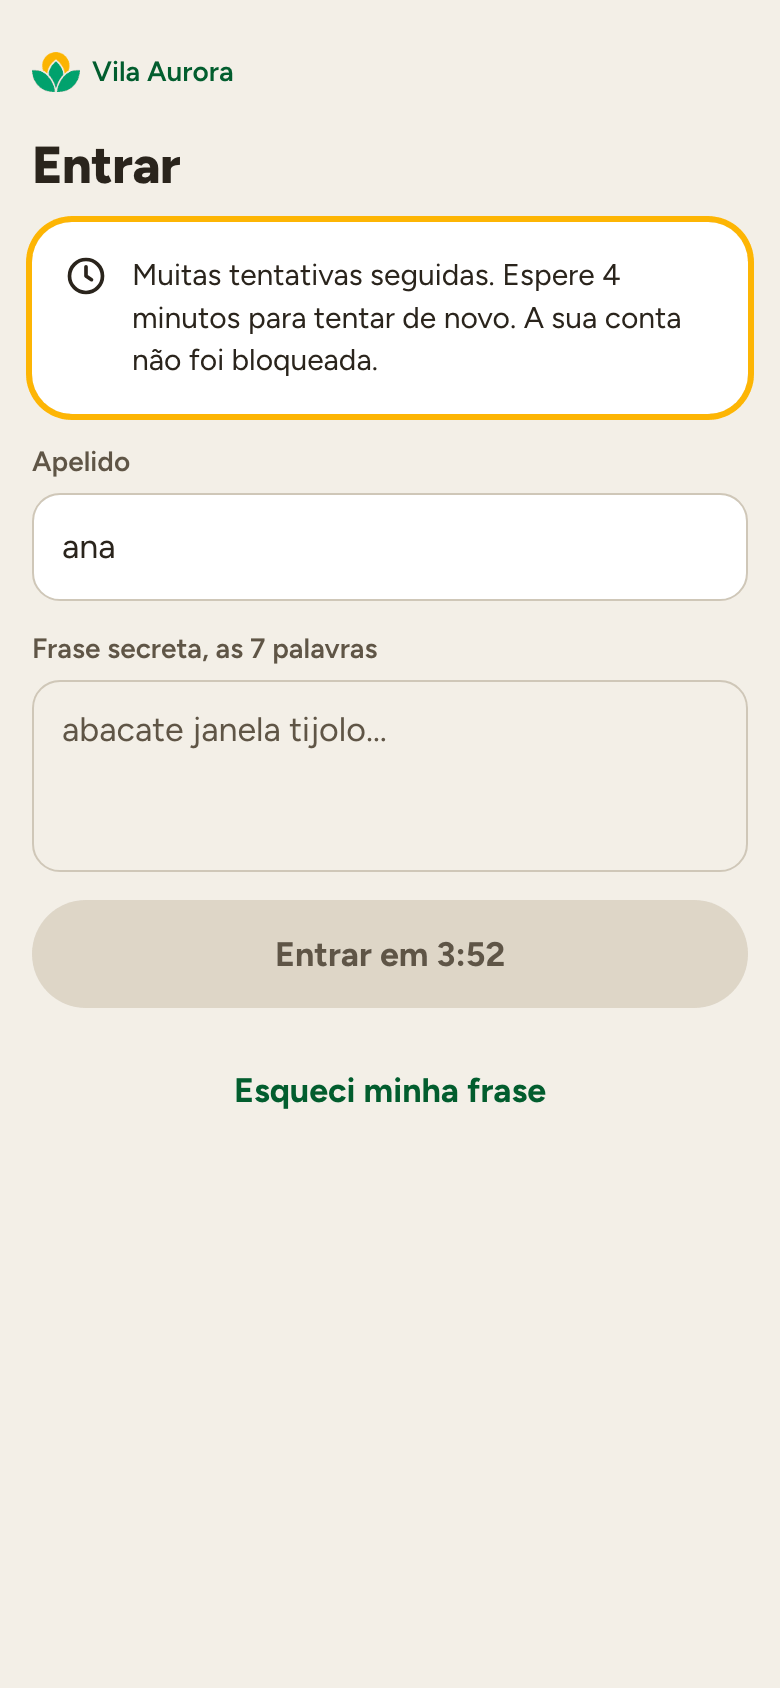 Vila Aurora
Entrar
Muitas tentativas seguidas. Espere 4
minutos para tentar de novo. A sua conta
não foi bloqueada.
Apelido
ana
Frase secreta, as 7 palavras
abacate janela tijolo...
Entrar em 3:52
Esqueci minha frase